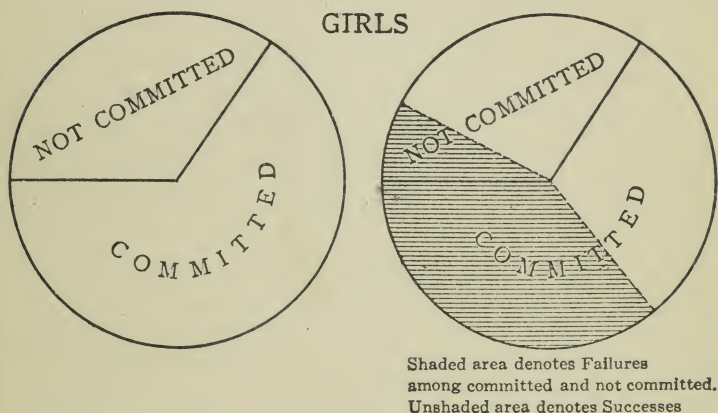 GIRLS
NOT COMMITTED
COMMITTED
NOT COMMITTED
COMMITTED
Shaded area denotes Failures
among committed and not committed.
Unshaded area denotes Successes